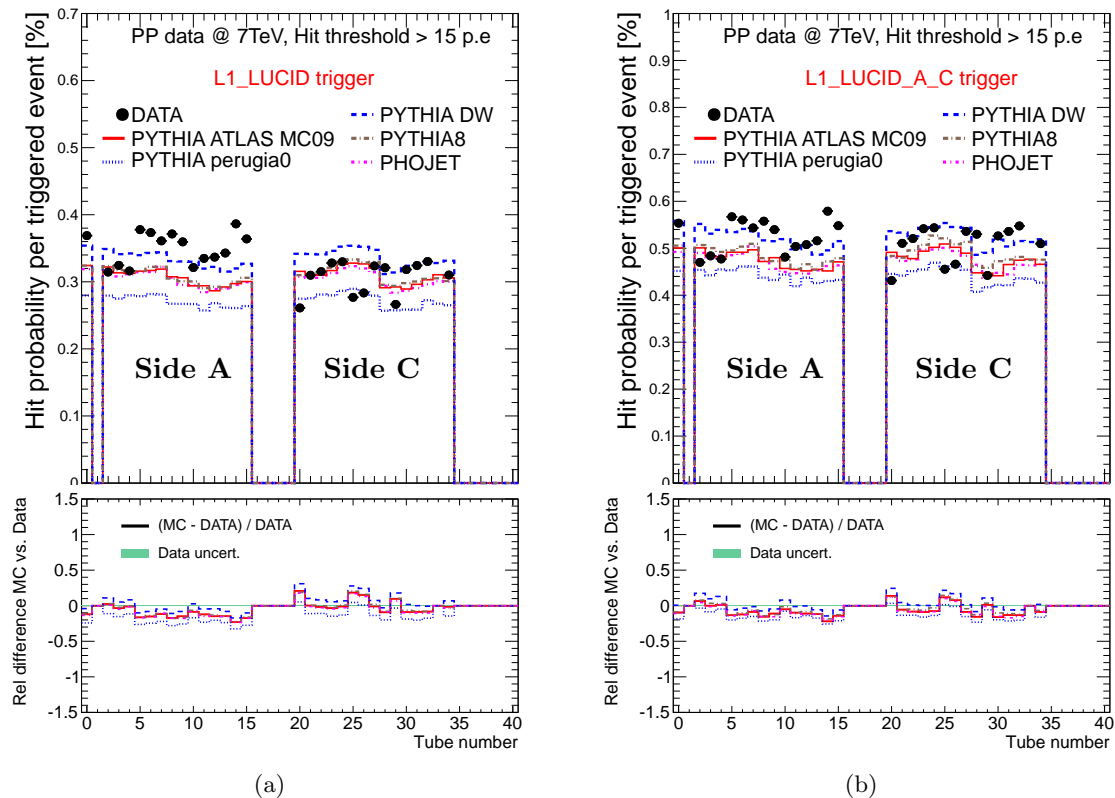 Hit probability per triggered event [%]
0.7
0.6
0.5
0.4
0.3
0.2
0.1
0
PP data @ 7TeV, Hit threshold > 15 p.e
L1_LUCID trigger
DATA
PYTHIA ATLAS MC09
PYTHIA perugia0
PYTHIA DW
PYTHIA8
PHOJET
Side A
Side C
Rel difference MC vs. Data
1.5
1
0.5
0
-0.5
-1
-1.5
(MC - DATA) / DATA
Data uncert.
0 5 10 15 20 25 30 35 40
Tube number
(a)
Hit probability per triggered event [%]
1
0.9
0.8
0.7
0.6
0.5
0.4
0.3
0.2
0.1
0
PP data @ 7TeV, Hit threshold > 15 p.e
L1_LUCID_A_C trigger
DATA
PYTHIA ATLAS MC09
PYTHIA perugia0
PYTHIA DW
PYTHIA8
PHOJET
Side A
Side C
Rel difference MC vs. Data
1.5
1
0.5
0
-0.5
-1
-1.5
(MC - DATA) / DATA
Data uncert.
0 5 10 15 20 25 30 35 40
Tube number
(b)